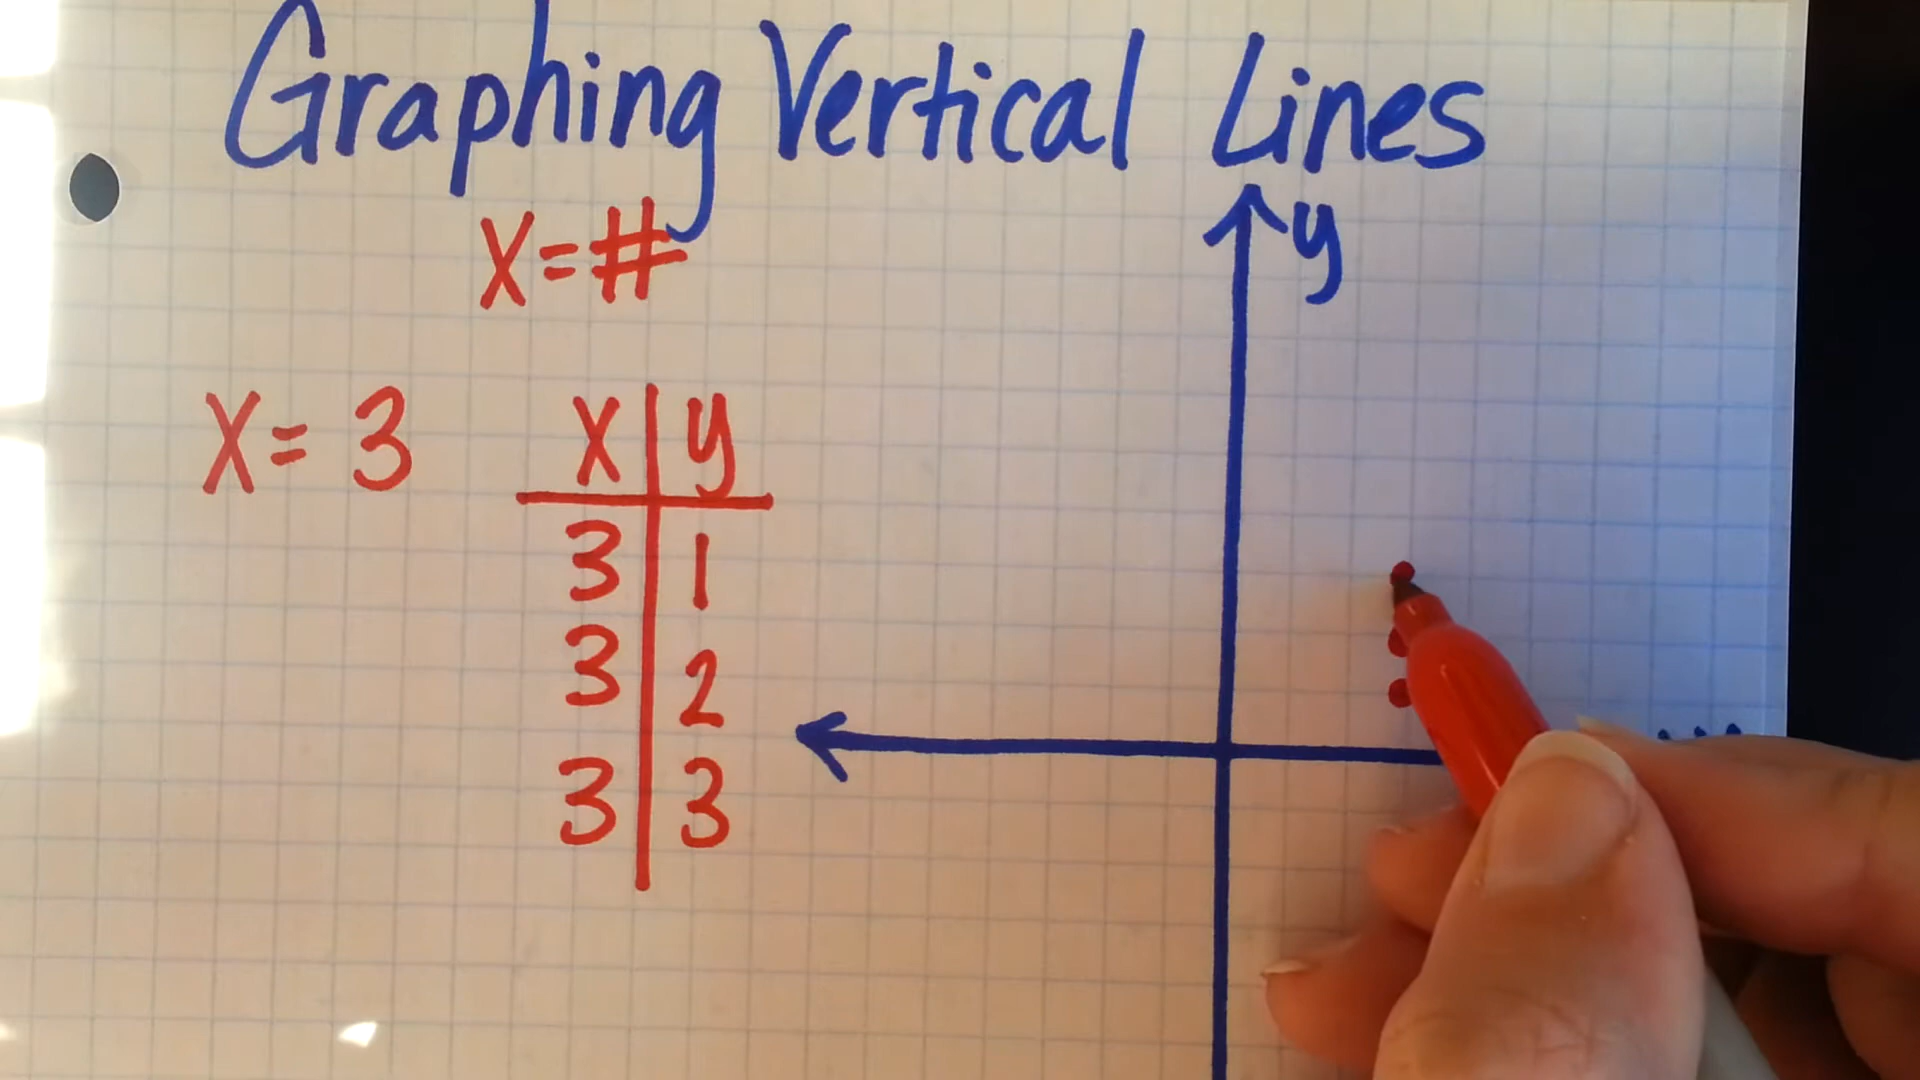 Graphing Vertical Lines
X=#
y
X= 3
X y
3 1
3 2
3 3